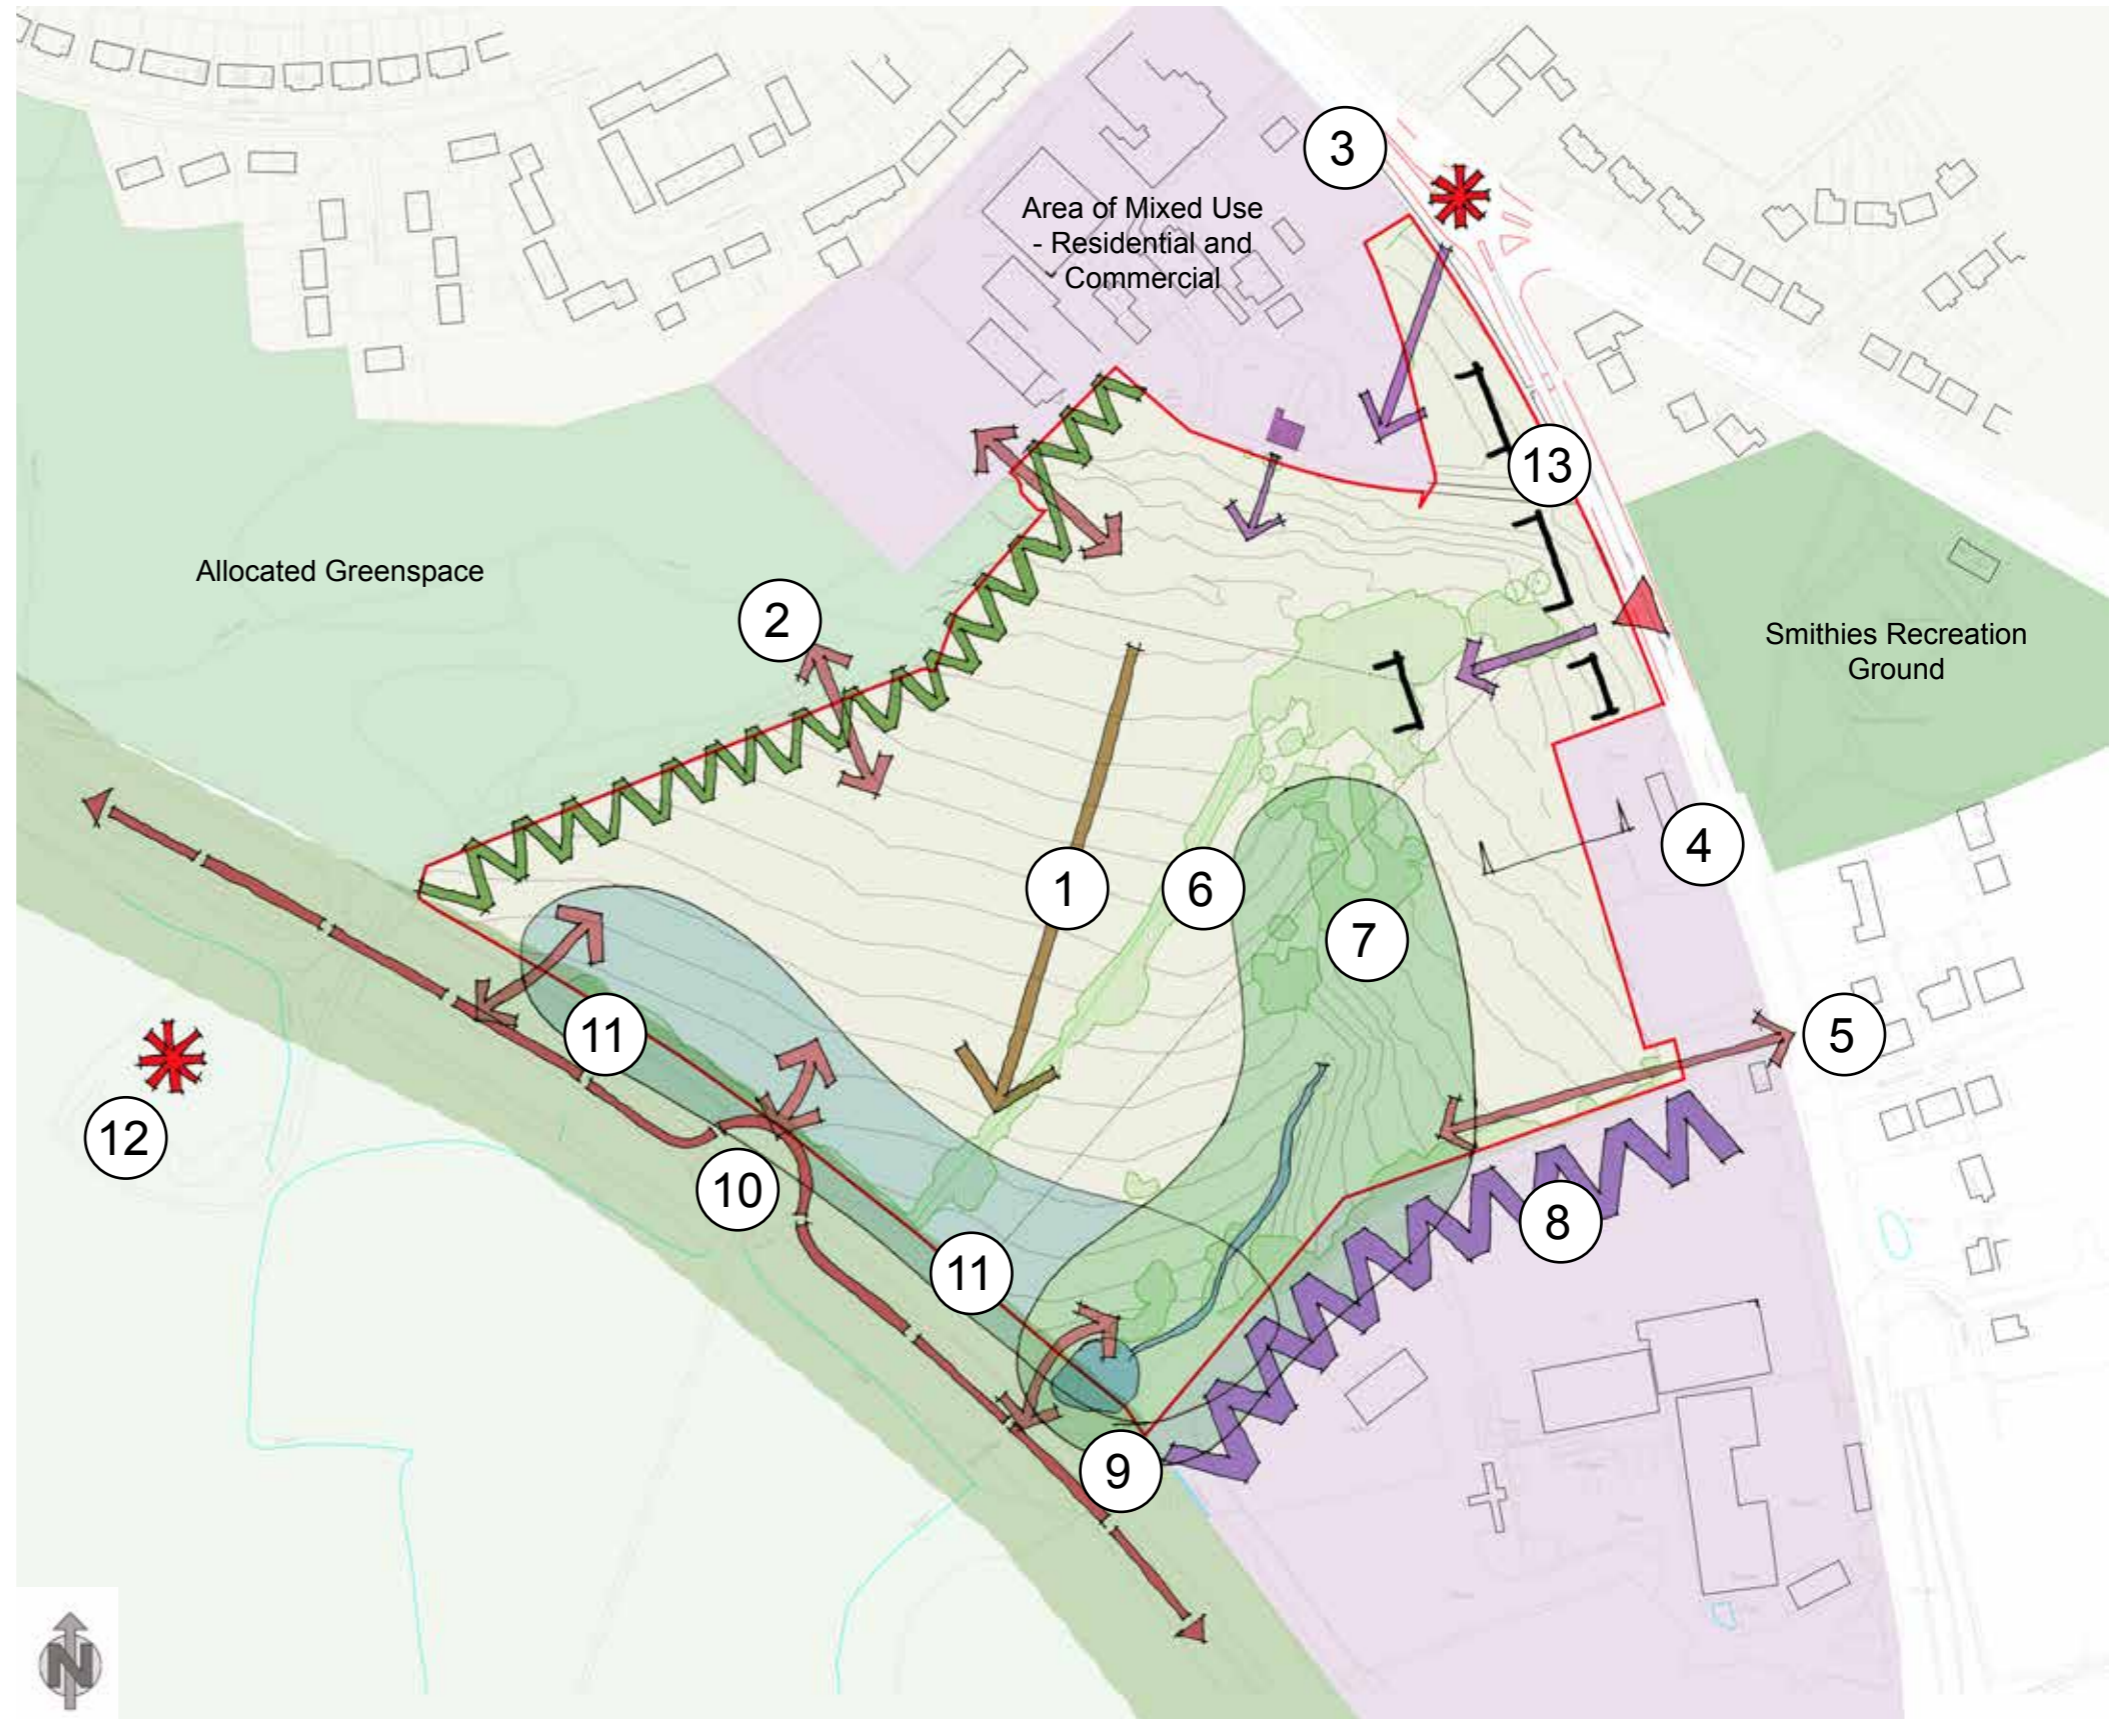 3
Area of Mixed Use
- Residential and
Commercial
13
Allocated Greenspace
2
Smithies Recreation
Ground
4
1
6
7
11
5
12
10
8
11
9
N